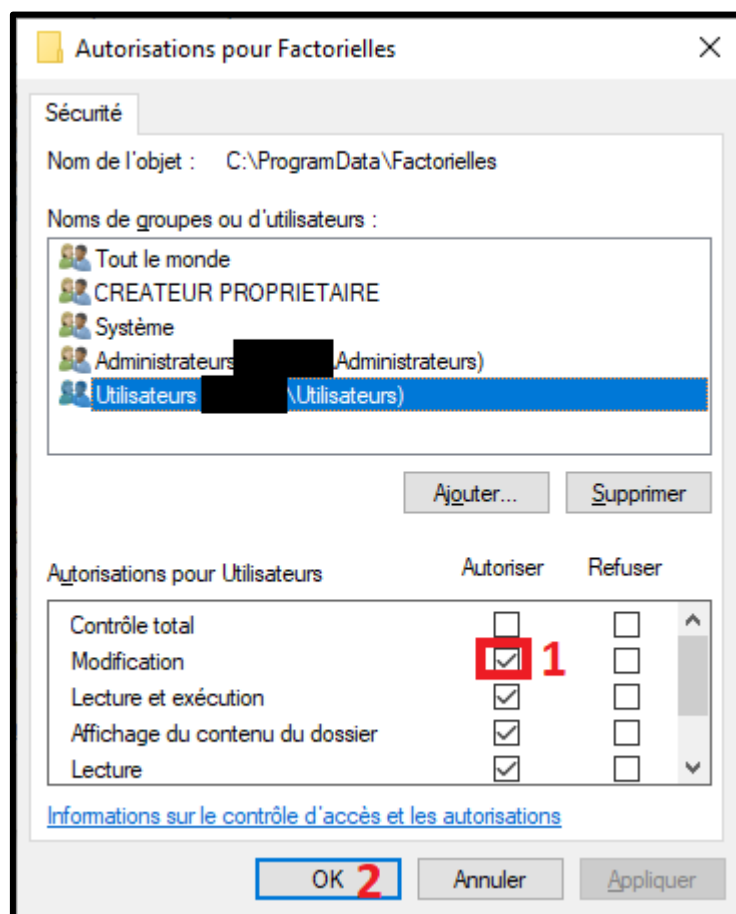 Autorisations pour Factorielles
Sécurité
Nom de l'objet : C:\ProgramData\Factorielles
Noms de groupes ou d'utilisateurs :
Tout le monde
CREATEUR PROPRIETAIRE
Système
Administrateurs Administrateurs)
Utilisateurs \Utilisateurs)
Ajouter... Supprimer
Autorisations pour Utilisateurs Autoriser Refuser
Contrôle total
Modification 1
Lecture et exécution
Affichage du contenu du dossier
Lecture
Informations sur le contrôle d'accès et les autorisations
OK 2 Annuler Appliquer